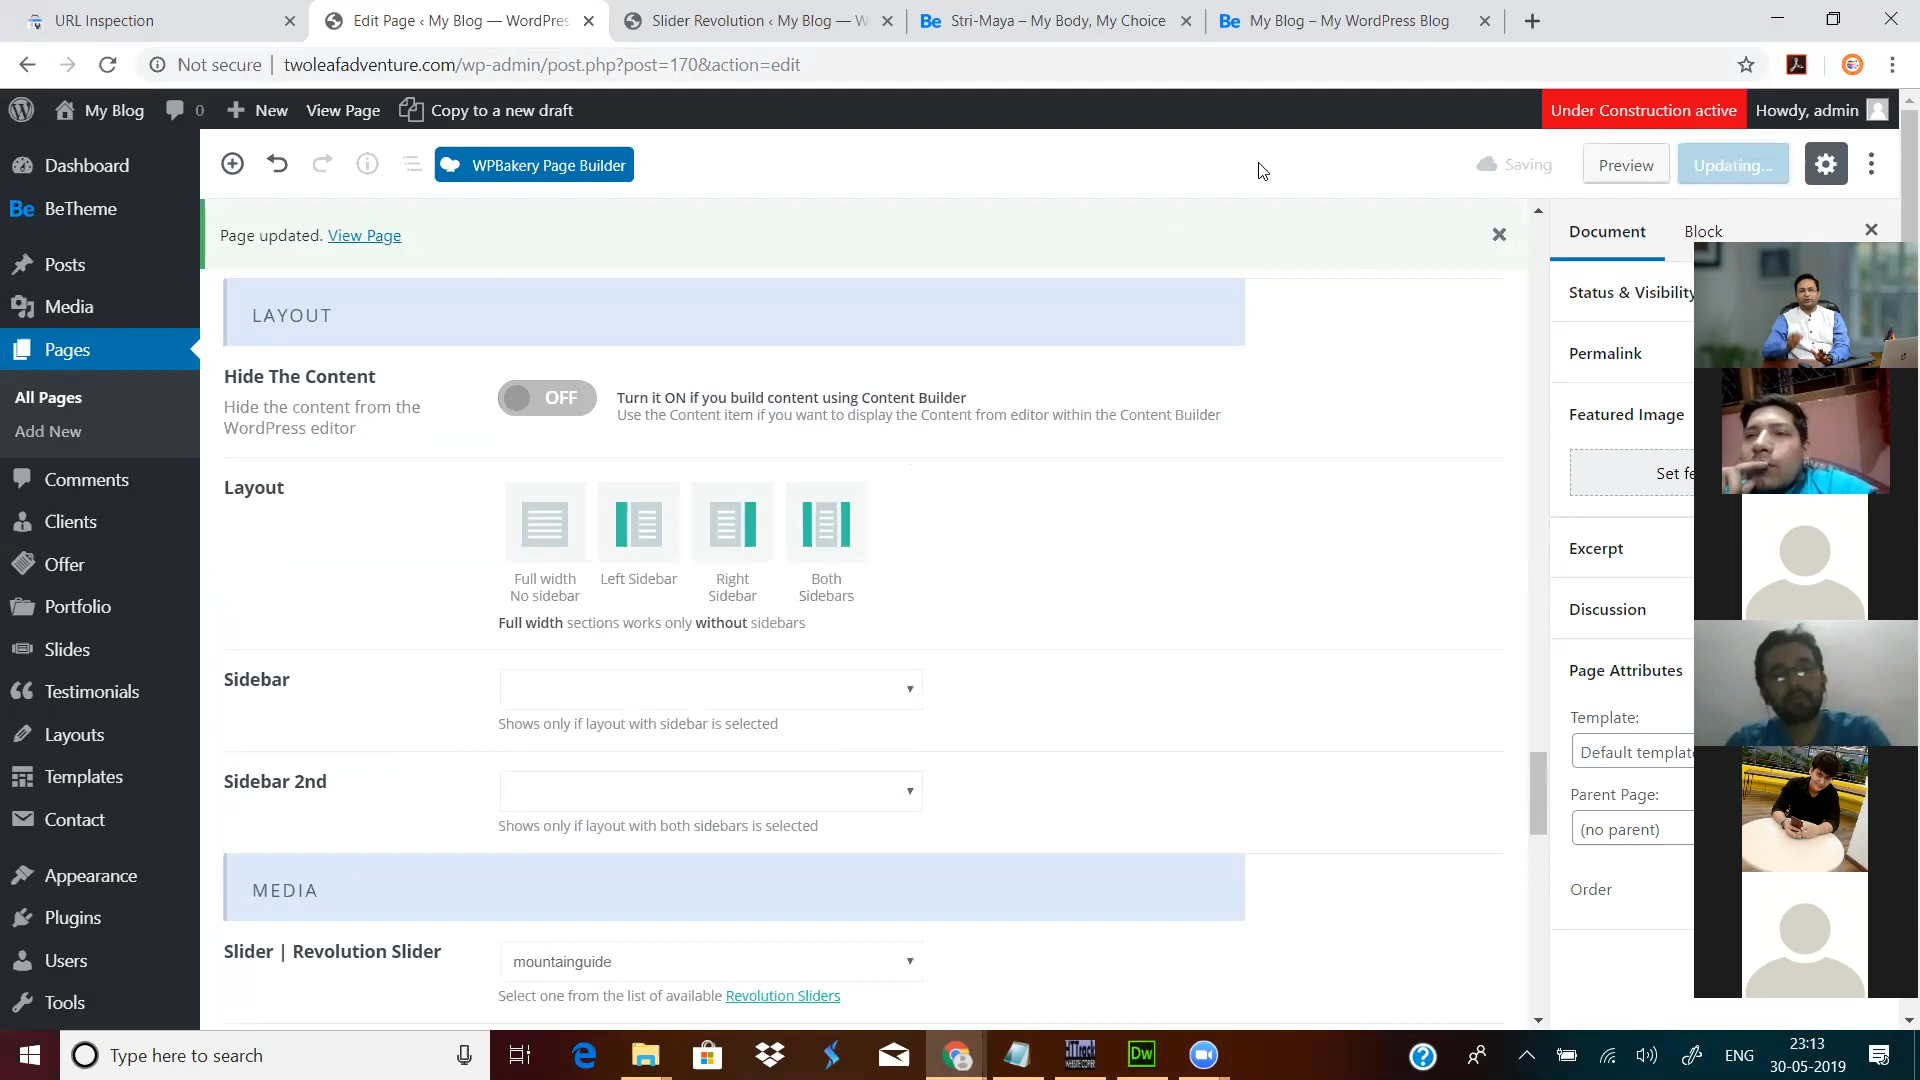 URL Inspection
Edit Page ‹ My Blog — WordPres
Slider Revolution ‹ My Blog — W
Be Stri-Maya – My Body, My Choice
Be My Blog – My WordPress Blog
Not secure | twoleafadventure.com/wp-admin/post.php?post=170&action=edit
My Blog 0 New View Page Copy to a new draft
Under Construction active Howdy, admin
Dashboard
Be BeTheme
Posts
Media
Pages
All Pages
Add New
Comments
Clients
Offer
Portfolio
Slides
Testimonials
Layouts
Templates
Contact
Appearance
Plugins
Users
Tools
WPBakery Page Builder
Saving Preview Updating...
Page updated. View Page
LAYOUT
Hide The Content
Hide the content from the
WordPress editor
OFF
Turn it ON if you build content using Content Builder
Use the Content item if you want to display the Content from editor within the Content Builder
Layout
Full width
No sidebar
Left Sidebar
Right
Sidebar
Both
Sidebars
Full width sections works only without sidebars
Sidebar
Shows only if layout with sidebar is selected
Sidebar 2nd
Shows only if layout with both sidebars is selected
MEDIA
Slider | Revolution Slider
mountainguide
Select one from the list of available Revolution Sliders
Document Block
Status & Visibility
Permalink
Featured Image
Set fe
Excerpt
Discussion
Page Attributes
Template:
Default template
Parent Page:
(no parent)
Order
Type here to search
HTTrack
WEBSITE COPIER
Dw
ENG
23:13
30-05-2019